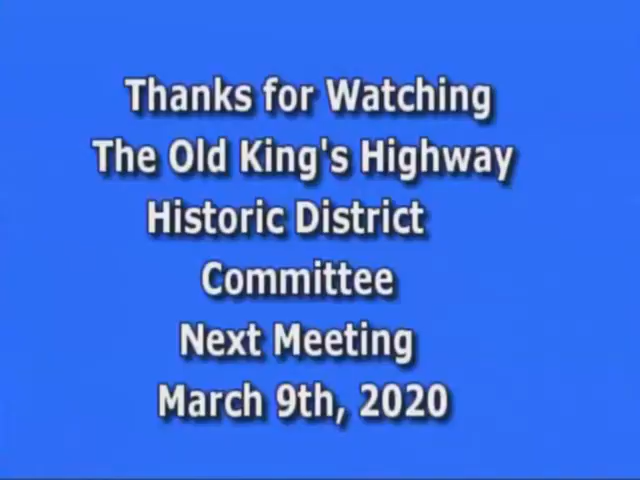 Thanks for Watching
The Old King's Highway
Historic District
Committee
Next Meeting
March 9th, 2020